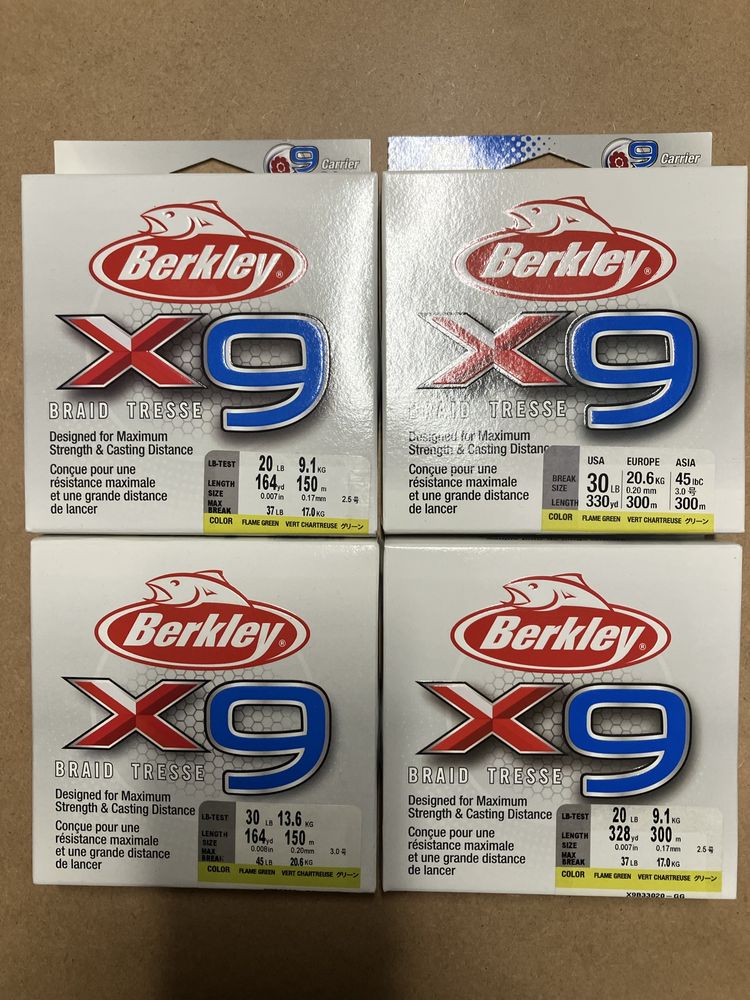 9 Carrier
Berkley®
X9
BRAID TRESSE
Designed for Maximum
Strength & Casting Distance
Conçue pour une
résistance maximale
et une grande distance
de lancer
LB-TEST 20 LB 9.1 KG
LENGTH 164yd 150 m
SIZE 0.007in 0.17mm 2.5号
MAX BREAK 37 LB 17.0 KG
COLOR FLAME GREEN VERT CHARTREUSE グリーン
9 Carrier
Berkley®
X9
BRAID TRESSE
Designed for Maximum
Strength & Casting Distance
Conçue pour une
résistance maximale
et une grande distance
de lancer
USA EUROPE ASIA
BREAK 30 LB 20.6 KG 45 lbC
SIZE 0.20 mm 3.0号
LENGTH 330yd 300m 300m
COLOR FLAME GREEN VERT CHARTREUSE グリーン
Berkley®
X9
BRAID TRESSE
Designed for Maximum
Strength & Casting Distance
Conçue pour une
résistance maximale
et une grande distance
de lancer
LB-TEST 30 LB 13.6 KG
LENGTH 164yd 150 m
SIZE 0.008in 0.20mm 3.0号
MAX BREAK 45 LB 20.6 KG
COLOR FLAME GREEN VERT CHARTREUSE グリーン
Berkley®
X9
BRAID TRESSE
Designed for Maximum
Strength & Casting Distance
Conçue pour une
résistance maximale
et une grande distance
de lancer
LB-TEST 20 LB 9.1 KG
LENGTH 328yd 300 m
SIZE 0.007in 0.17mm 2.5号
MAX BREAK 37 LB 17.0 KG
COLOR FLAME GREEN VERT CHARTREUSE グリーン
X9B33020-GG